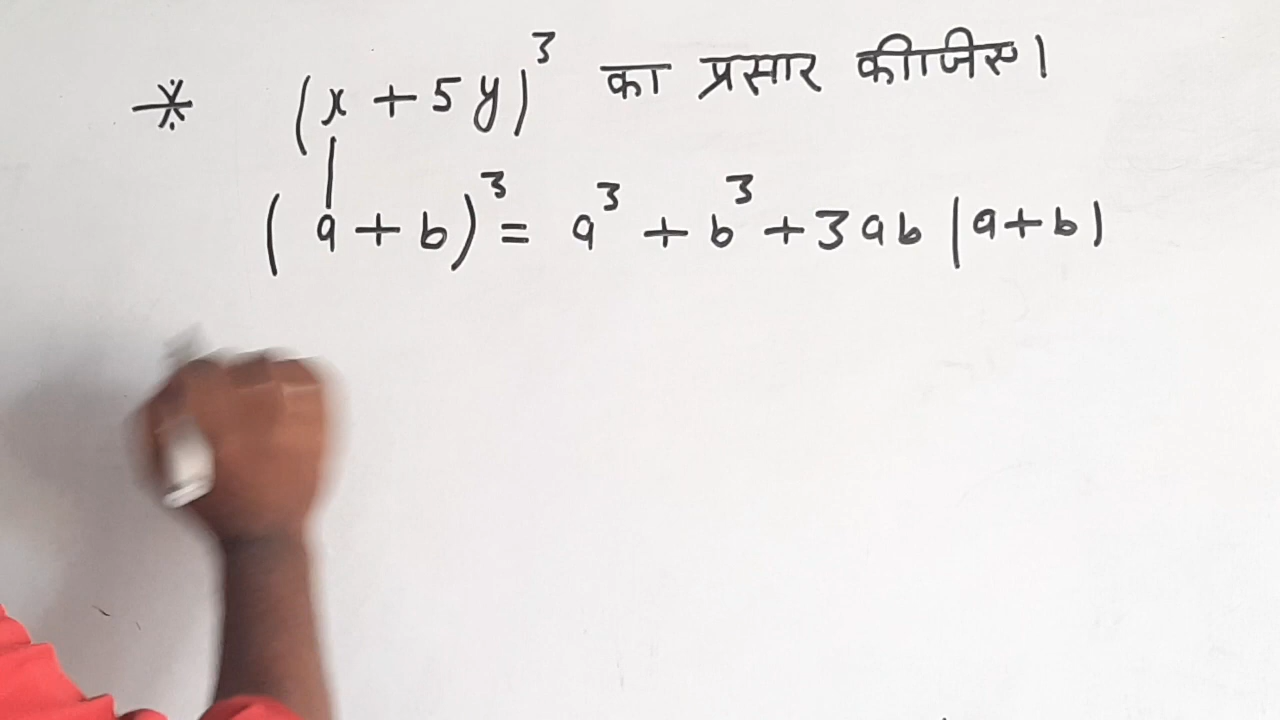 * (x + 5y)³ का प्रसार कीजिए।
(a + b)³ = a³ + b³ + 3ab (a+b)